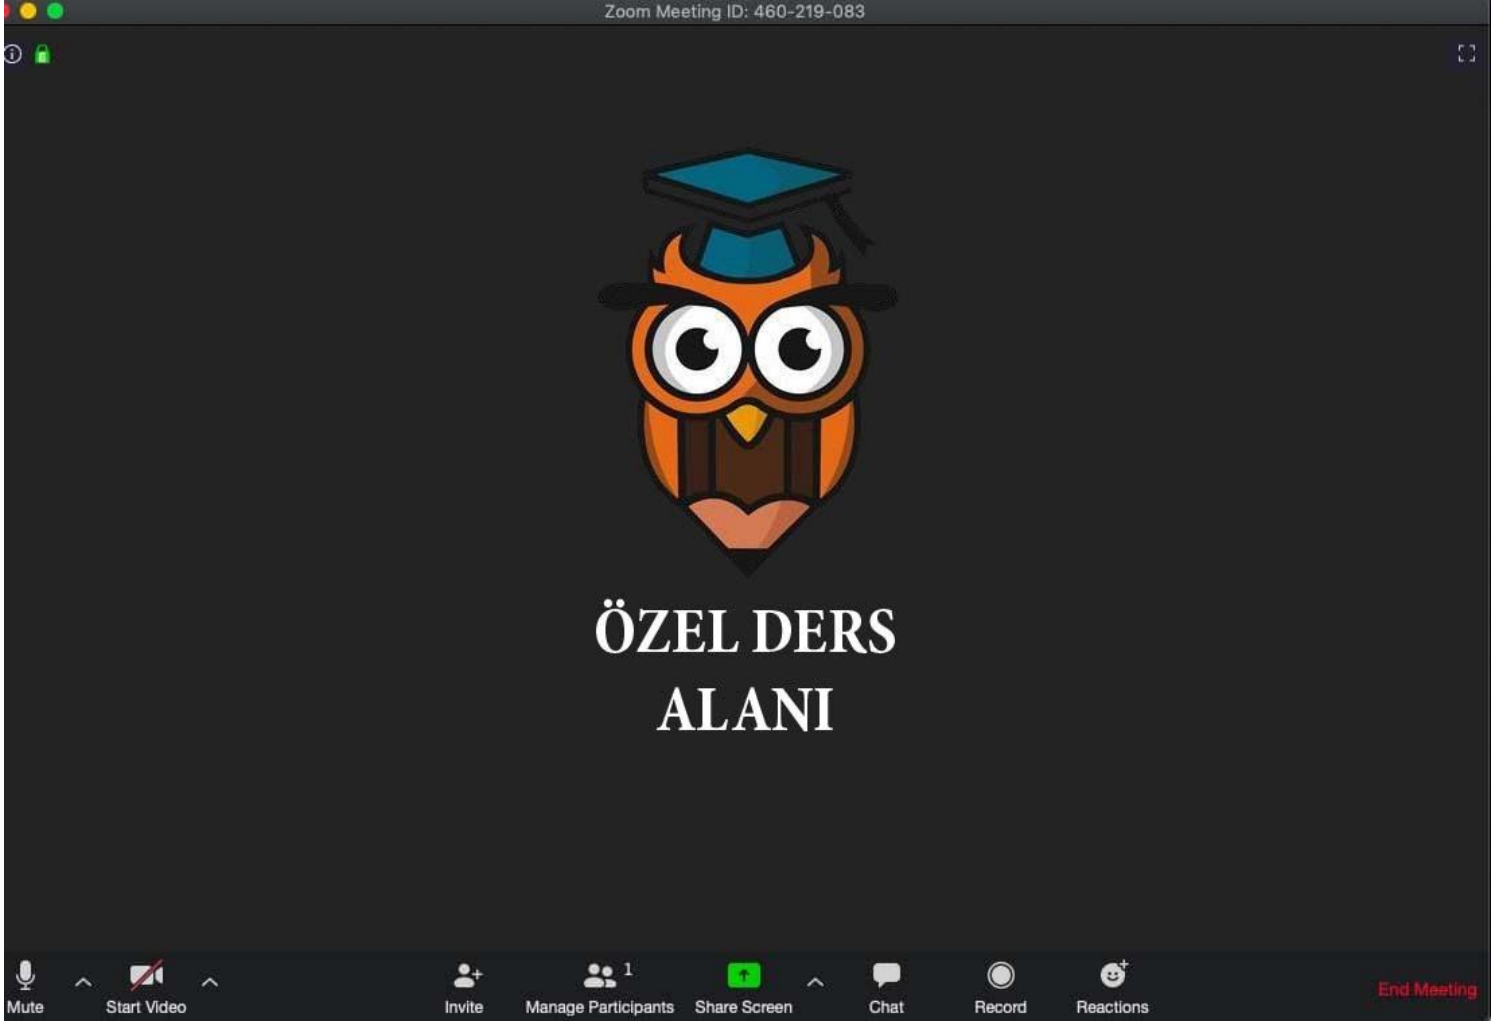 Zoom Meeting ID: 460-219-083
ÖZEL DERS
ALANI
1
Mute
Start Video
Invite
Manage Participants
Share Screen
Chat
Record
Reactions
End Meeting